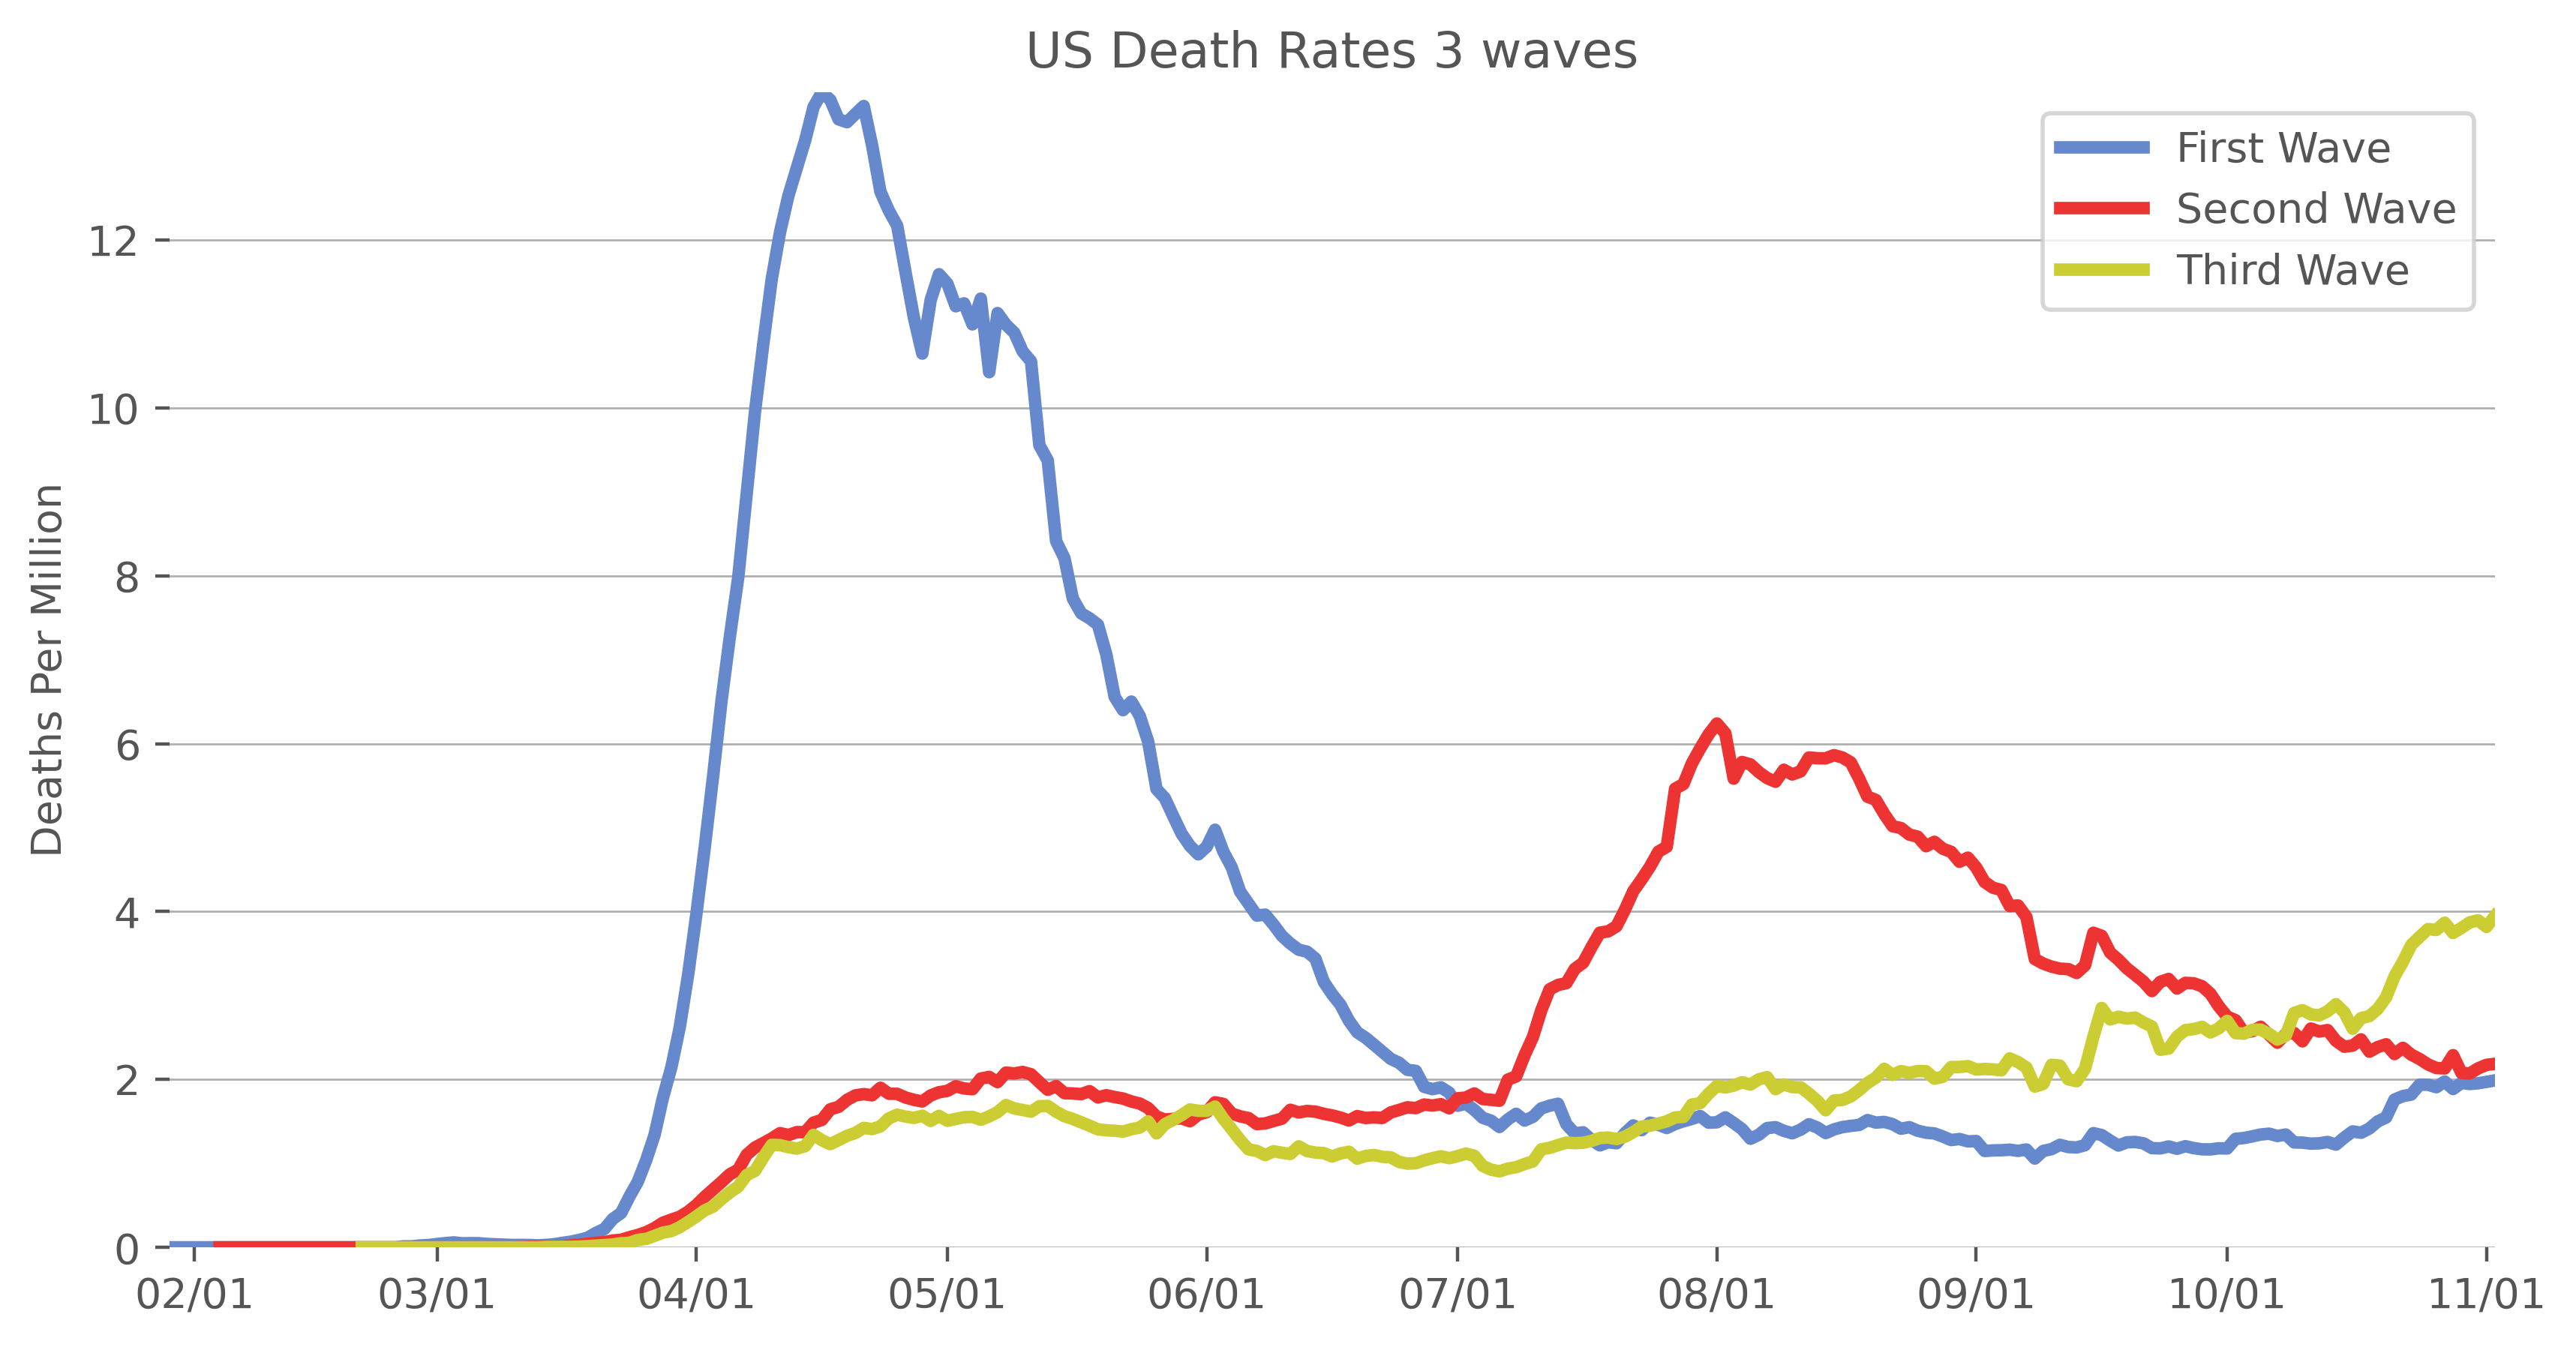 US Death Rates 3 waves
First Wave
Second Wave
Third Wave
Deaths Per Million
12
10
8
6
4
2
0
02/01 03/01 04/01 05/01 06/01 07/01 08/01 09/01 10/01 11/01